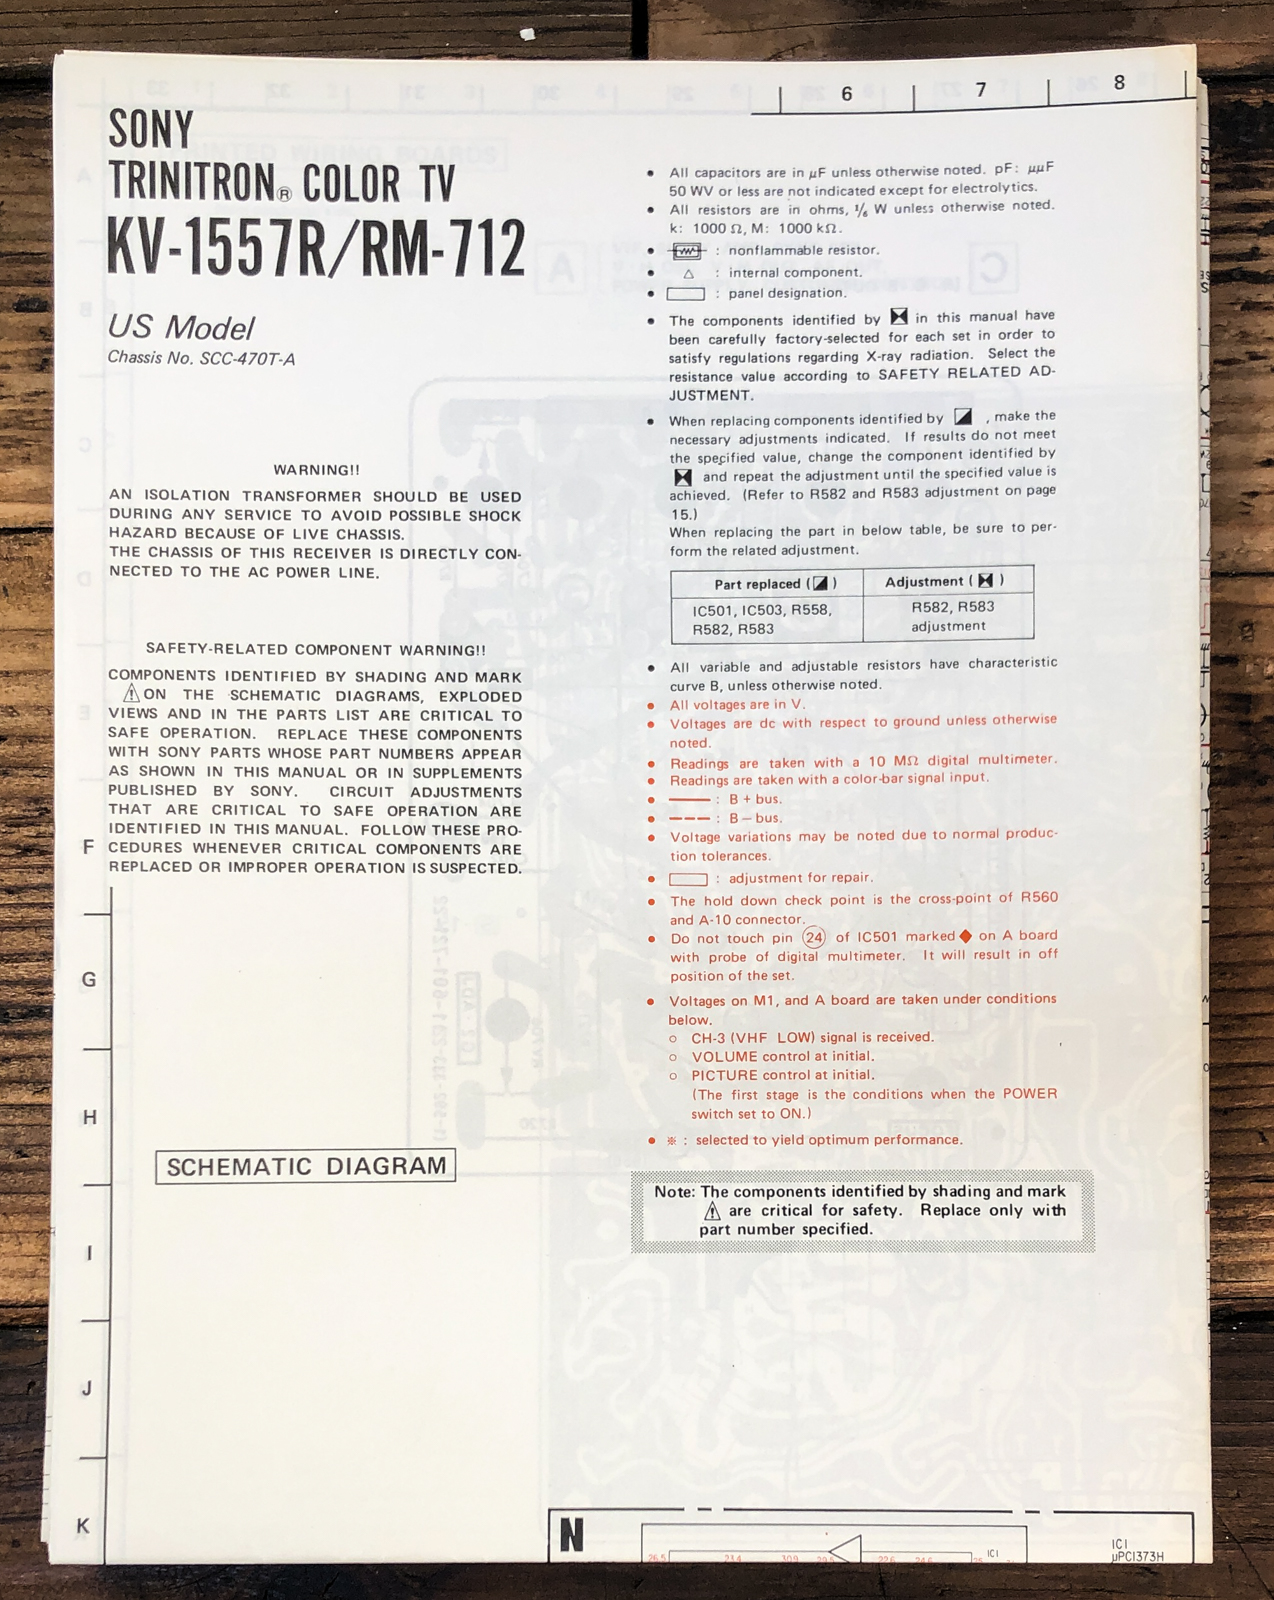 6 7 8
SONY
TRINITRON® COLOR TV
KV-1557R/RM-712
US Model
Chassis No. SCC-470T-A
WARNING!!
AN ISOLATION TRANSFORMER SHOULD BE USED
DURING ANY SERVICE TO AVOID POSSIBLE SHOCK
HAZARD BECAUSE OF LIVE CHASSIS.
THE CHASSIS OF THIS RECEIVER IS DIRECTLY CON-
NECTED TO THE AC POWER LINE.
SAFETY-RELATED COMPONENT WARNING!!
COMPONENTS IDENTIFIED BY SHADING AND MARK
⚠ ON THE SCHEMATIC DIAGRAMS, EXPLODED
VIEWS AND IN THE PARTS LIST ARE CRITICAL TO
SAFE OPERATION. REPLACE THESE COMPONENTS
WITH SONY PARTS WHOSE PART NUMBERS APPEAR
AS SHOWN IN THIS MANUAL OR IN SUPPLEMENTS
PUBLISHED BY SONY. CIRCUIT ADJUSTMENTS
THAT ARE CRITICAL TO SAFE OPERATION ARE
IDENTIFIED IN THIS MANUAL. FOLLOW THESE PRO-
CEDURES WHENEVER CRITICAL COMPONENTS ARE
REPLACED OR IMPROPER OPERATION IS SUSPECTED.
F
G
H
I
J
K
SCHEMATIC DIAGRAM
• All capacitors are in μF unless otherwise noted. pF: μμF
50 WV or less are not indicated except for electrolytics.
• All resistors are in ohms, 1/6 W unless otherwise noted.
k: 1000 Ω, M: 1000 kΩ.
• : nonflammable resistor.
• △ : internal component.
• : panel designation.
• The components identified by in this manual have
been carefully factory-selected for each set in order to
satisfy regulations regarding X-ray radiation. Select the
resistance value according to SAFETY RELATED AD-
JUSTMENT.
• When replacing components identified by , make the
necessary adjustments indicated. If results do not meet
the specified value, change the component identified by
and repeat the adjustment until the specified value is
achieved. (Refer to R582 and R583 adjustment on page
15.)
When replacing the part in below table, be sure to per-
form the related adjustment.
Part replaced ( ) Adjustment ( )
IC501, IC503, R558, R582, R583
R582, R583 adjustment
• All variable and adjustable resistors have characteristic
curve B, unless otherwise noted.
• All voltages are in V.
• Voltages are dc with respect to ground unless otherwise
noted.
• Readings are taken with a 10 MΩ digital multimeter.
• Readings are taken with a color-bar signal input.
• : B + bus.
• : B – bus.
• Voltage variations may be noted due to normal produc-
tion tolerances.
• : adjustment for repair.
• The hold down check point is the cross-point of R560
and A-10 connector.
• Do not touch pin 24 of IC501 marked ◆ on A board
with probe of digital multimeter. It will result in off
position of the set.
• Voltages on M1, and A board are taken under conditions
below.
○ CH-3 (VHF LOW) signal is received.
○ VOLUME control at initial.
○ PICTURE control at initial.
(The first stage is the conditions when the POWER
switch set to ON.)
• ※ : selected to yield optimum performance.
Note: The components identified by shading and mark
⚠ are critical for safety. Replace only with
part number specified.
N
IC1
IC1
μPC1373H